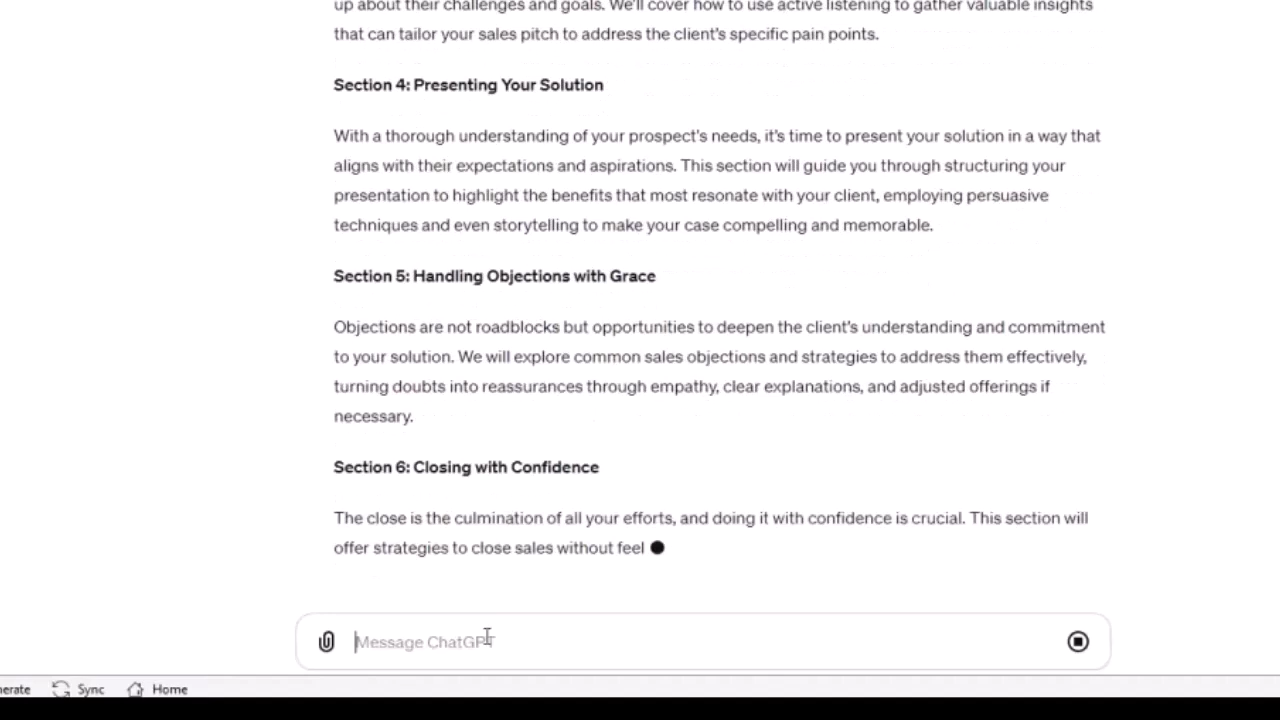 up about their challenges and goals. We'll cover how to use active listening to gather valuable insights
that can tailor your sales pitch to address the client's specific pain points.
Section 4: Presenting Your Solution
With a thorough understanding of your prospect's needs, it's time to present your solution in a way that
aligns with their expectations and aspirations. This section will guide you through structuring your
presentation to highlight the benefits that most resonate with your client, employing persuasive
techniques and even storytelling to make your case compelling and memorable.
Section 5: Handling Objections with Grace
Objections are not roadblocks but opportunities to deepen the client's understanding and commitment
to your solution. We will explore common sales objections and strategies to address them effectively,
turning doubts into reassurances through empathy, clear explanations, and adjusted offerings if
necessary.
Section 6: Closing with Confidence
The close is the culmination of all your efforts, and doing it with confidence is crucial. This section will
offer strategies to close sales without feel
Message ChatGPT
nerate Sync Home